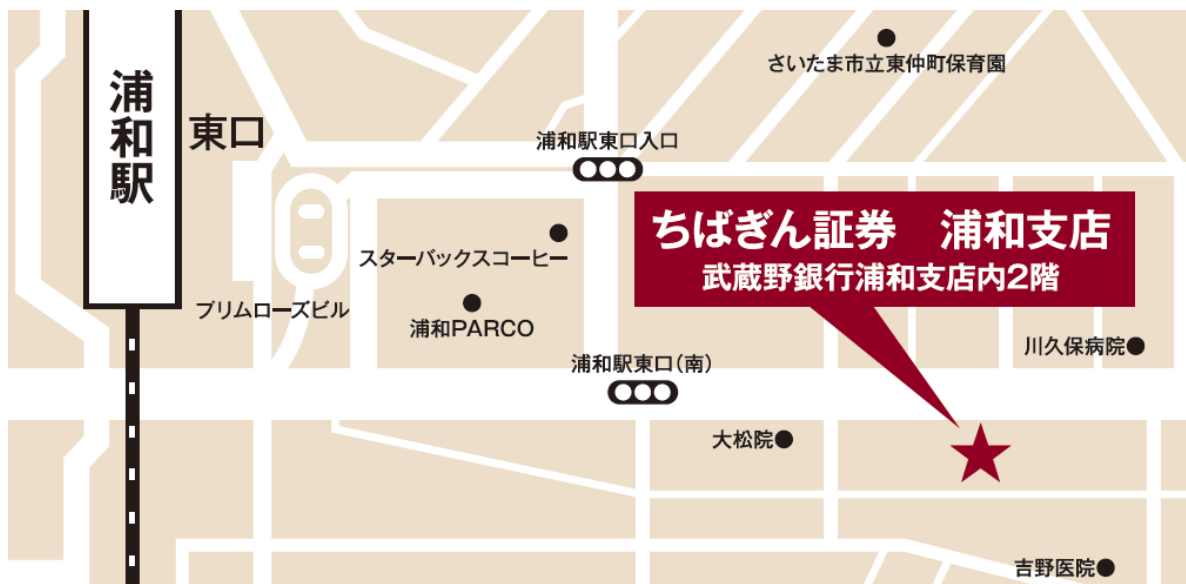 浦和駅
東口
さいたま市立東仲町保育園
浦和駅東口入口
ちばぎん証券　浦和支店
武蔵野銀行浦和支店内2階
スターバックスコーヒー
プリムローズビル
浦和PARCO
川久保病院
浦和駅東口(南)
大松院
吉野医院